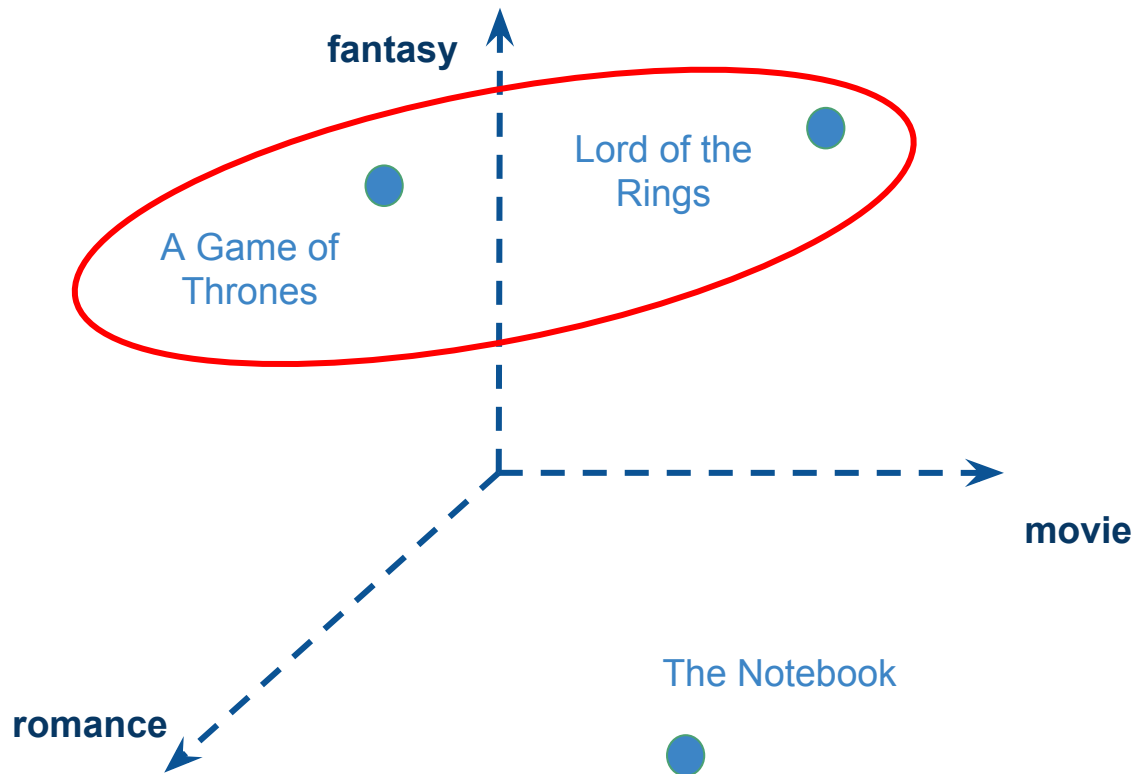 fantasy
Lord of the
Rings
A Game of
Thrones
movie
The Notebook
romance